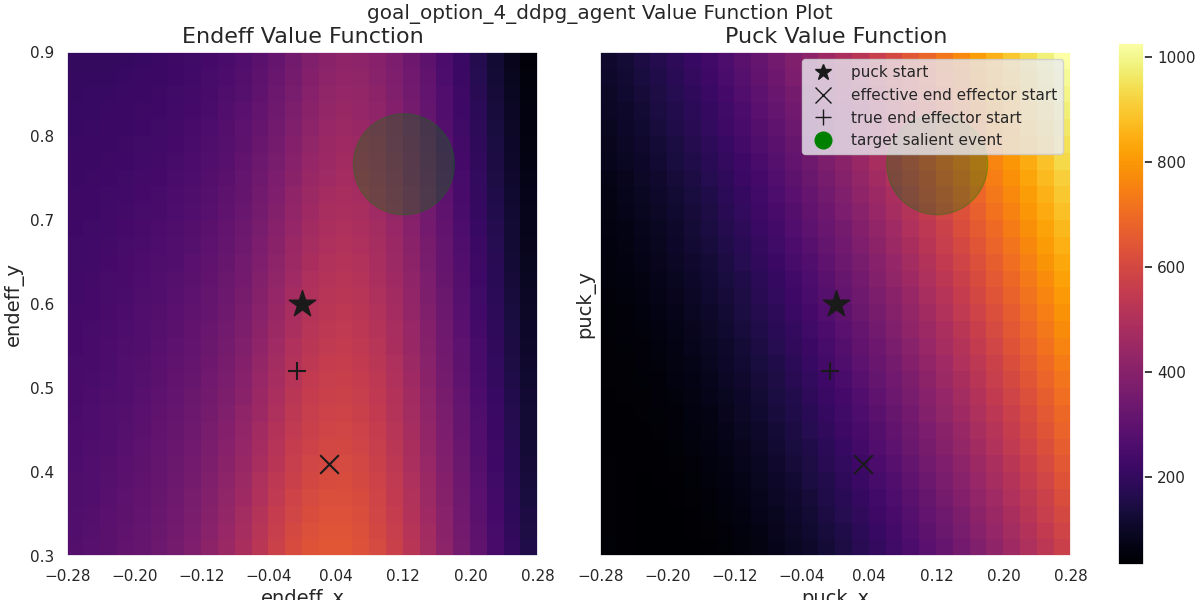 goal_option_4_ddpg_agent Value Function Plot
Endeff Value Function
Puck Value Function
0.9
0.8
0.7
0.6
0.5
0.4
0.3
endeff_y
−0.28 −0.20 −0.12 −0.04 0.04 0.12 0.20 0.28
endeff_x
puck_y
puck start
effective end effector start
true end effector start
target salient event
−0.28 −0.20 −0.12 −0.04 0.04 0.12 0.20 0.28
puck_x
1000
800
600
400
200